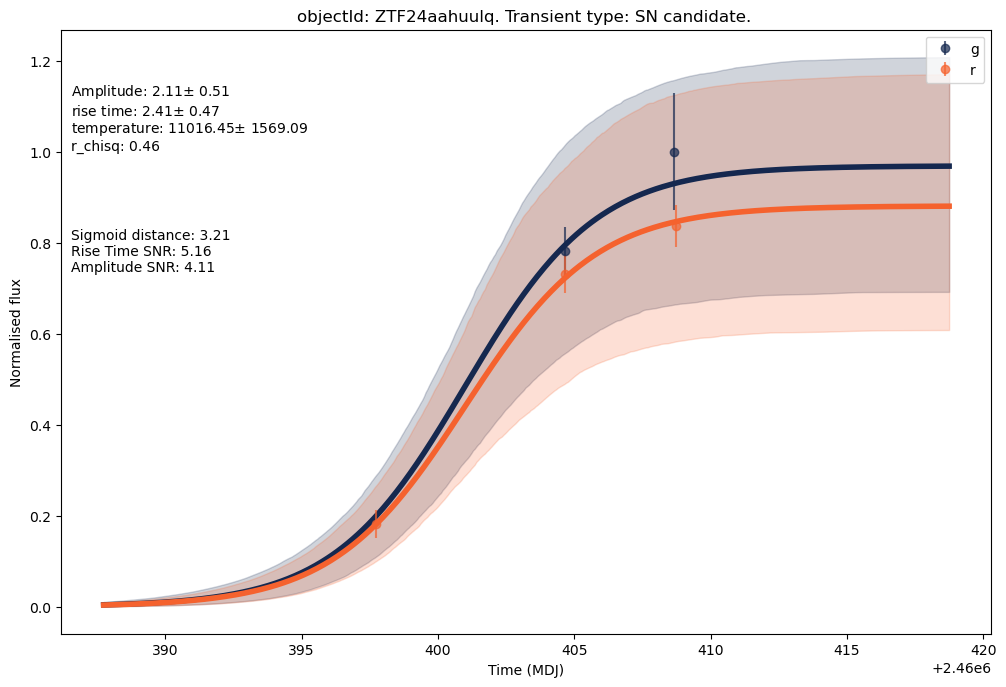 objectId: ZTF24aahuulq. Transient type: SN candidate.
g
r
Amplitude: 2.11± 0.51
rise time: 2.41± 0.47
temperature: 11016.45± 1569.09
r_chisq: 0.46
Sigmoid distance: 3.21
Rise Time SNR: 5.16
Amplitude SNR: 4.11
Normalised flux
1.2
1.0
0.8
0.6
0.4
0.2
0.0
390 395 400 405 410 415 420
Time (MDJ)
+2.46e6